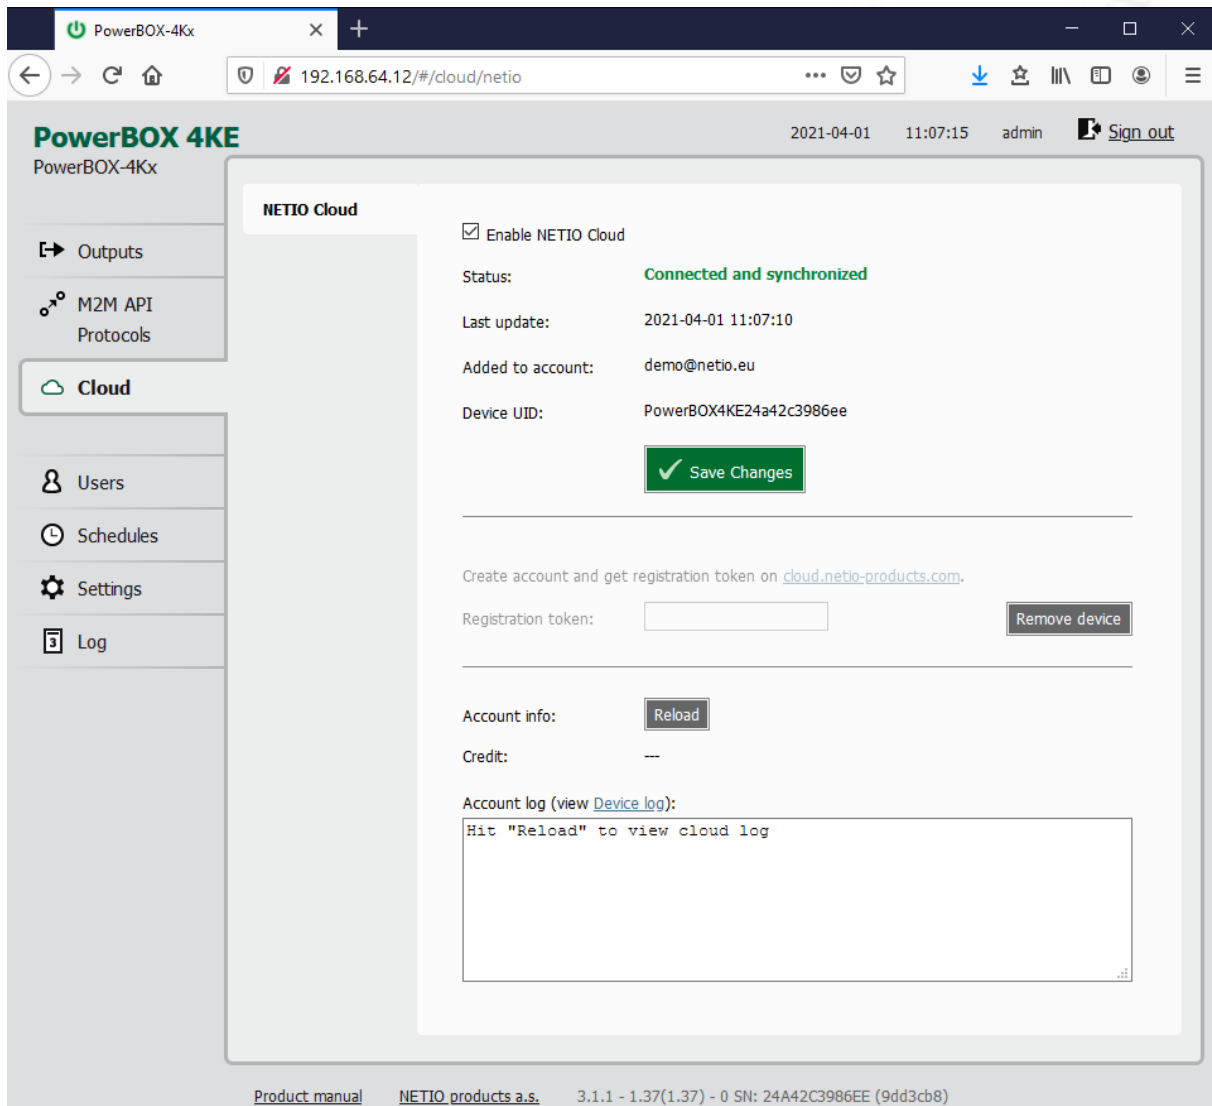 PowerBOX-4Kx
192.168.64.12/#/cloud/netio
PowerBOX 4KE
2021-04-01 11:07:15 admin Sign out
PowerBOX-4Kx
Outputs
M2M API
Protocols
Cloud
Users
Schedules
Settings
3 Log
NETIO Cloud
Enable NETIO Cloud
Status: Connected and synchronized
Last update: 2021-04-01 11:07:10
Added to account: demo@netio.eu
Device UID: PowerBOX4KE24a42c3986ee
Save Changes
Create account and get registration token on cloud.netio-products.com.
Registration token: Remove device
Account info: Reload
Credit: ---
Account log (view Device log):
Hit "Reload" to view cloud log
Product manual NETIO products a.s. 3.1.1 - 1.37(1.37) - 0 SN: 24A42C3986EE (9dd3cb8)